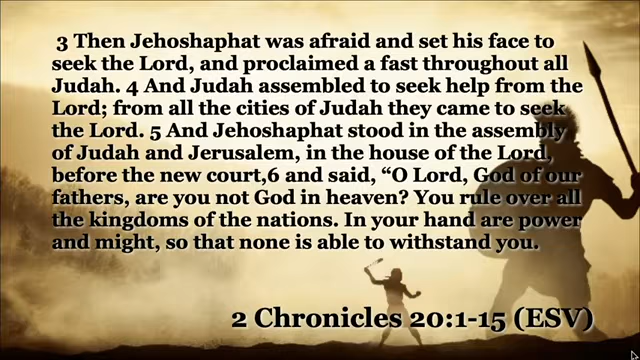 3 Then Jehoshaphat was afraid and set his face to
seek the Lord, and proclaimed a fast throughout all
Judah. 4 And Judah assembled to seek help from the
Lord; from all the cities of Judah they came to seek
the Lord. 5 And Jehoshaphat stood in the assembly
of Judah and Jerusalem, in the house of the Lord,
before the new court,6 and said, “O Lord, God of our
fathers, are you not God in heaven? You rule over all
the kingdoms of the nations. In your hand are power
and might, so that none is able to withstand you.
2 Chronicles 20:1-15 (ESV)